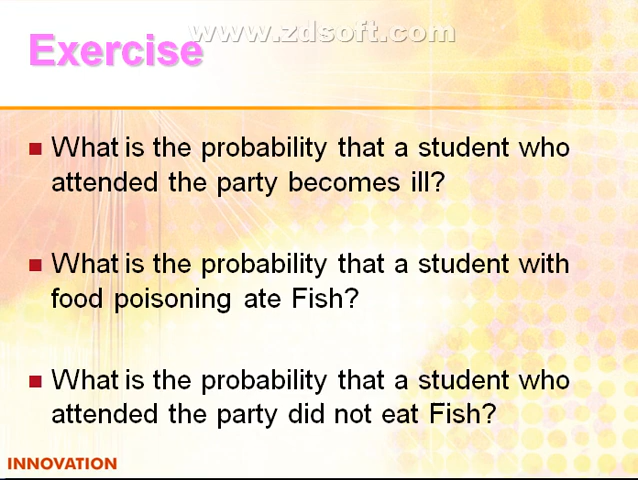 www.zdsoft.com
Exercise
What is the probability that a student who
attended the party becomes ill?
What is the probability that a student with
food poisoning ate Fish?
What is the probability that a student who
attended the party did not eat Fish?
INNOVATION